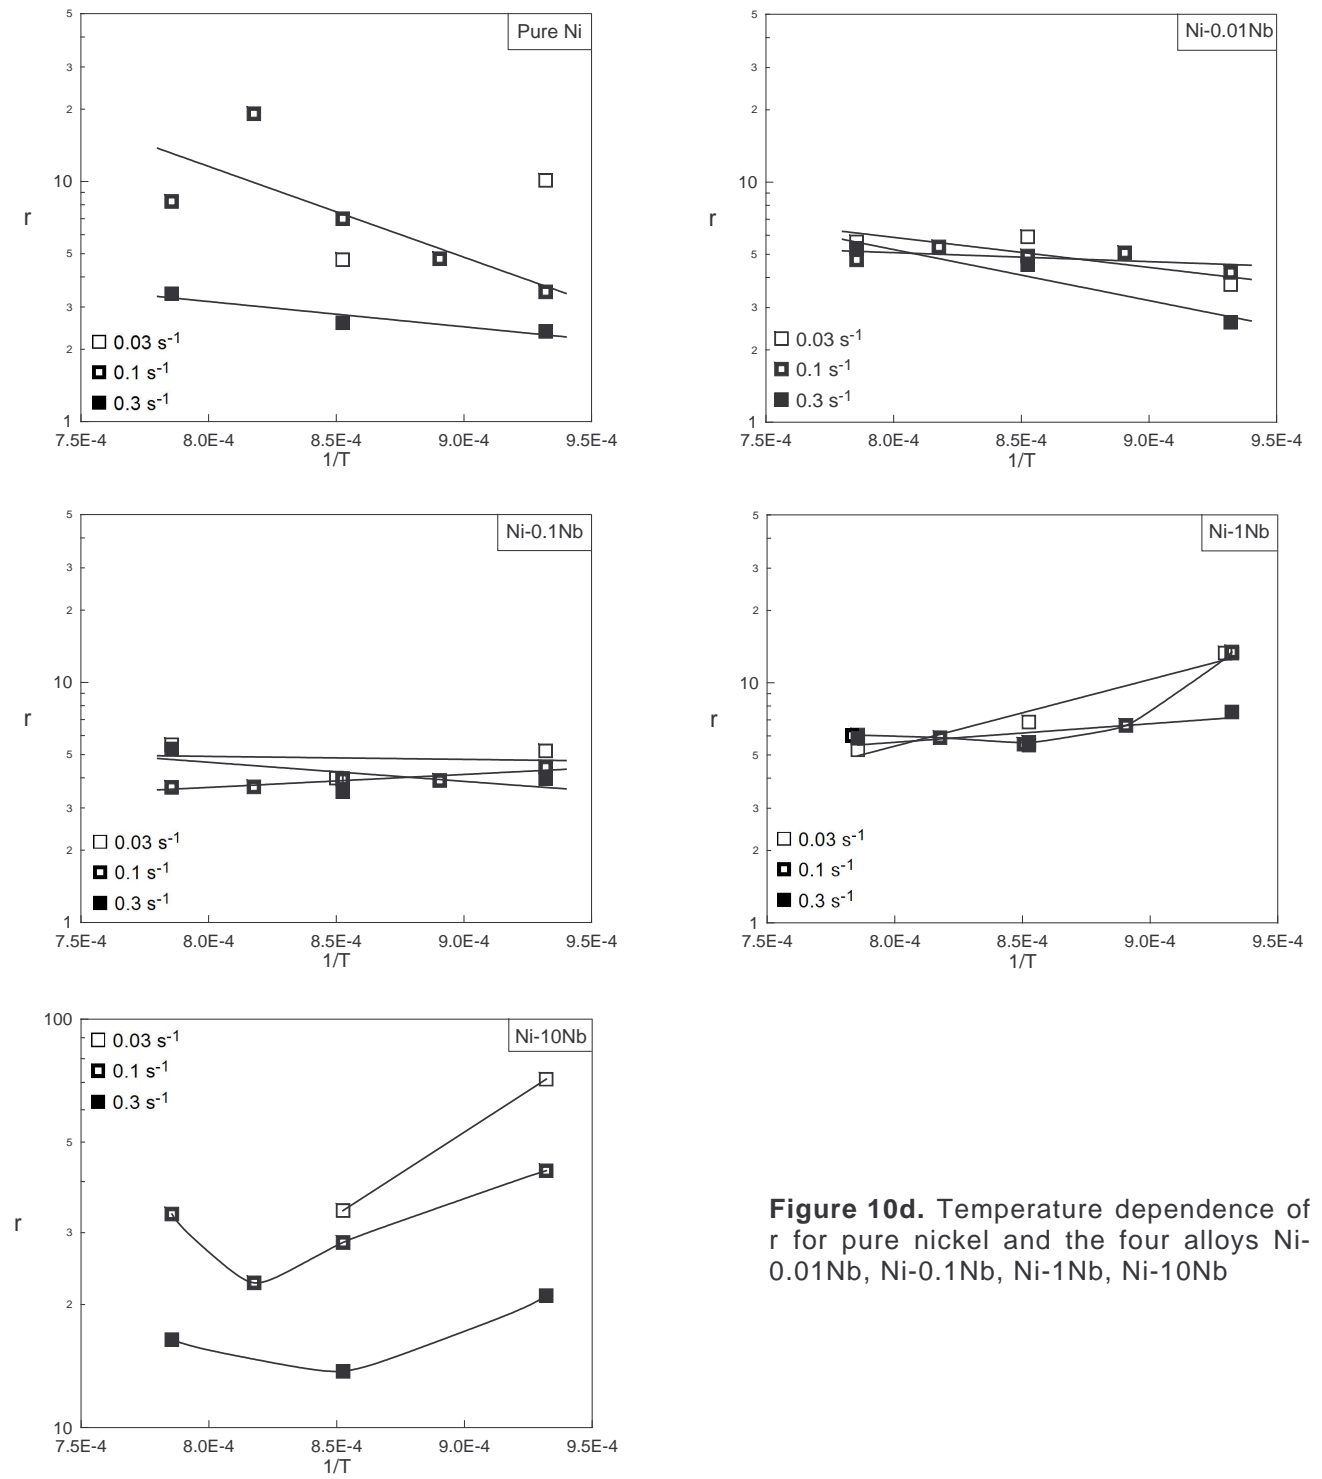 Pure Ni
5
3
2
10
5
3
2
1
r
0.03 s-1
0.1 s-1
0.3 s-1
7.5E-4 8.0E-4 8.5E-4 9.0E-4 9.5E-4
1/T
Ni-0.01Nb
5
3
2
10
5
3
2
1
r
0.03 s-1
0.1 s-1
0.3 s-1
7.5E-4 8.0E-4 8.5E-4 9.0E-4 9.5E-4
1/T
Ni-0.1Nb
5
3
2
10
5
3
2
1
r
0.03 s-1
0.1 s-1
0.3 s-1
7.5E-4 8.0E-4 8.5E-4 9.0E-4 9.5E-4
1/T
Ni-1Nb
5
3
2
10
5
3
2
1
r
0.03 s-1
0.1 s-1
0.3 s-1
7.5E-4 8.0E-4 8.5E-4 9.0E-4 9.5E-4
1/T
Ni-10Nb
100
5
3
2
10
r
0.03 s-1
0.1 s-1
0.3 s-1
7.5E-4 8.0E-4 8.5E-4 9.0E-4 9.5E-4
1/T
Figure 10d. Temperature dependence of
r for pure nickel and the four alloys Ni-
0.01Nb, Ni-0.1Nb, Ni-1Nb, Ni-10Nb